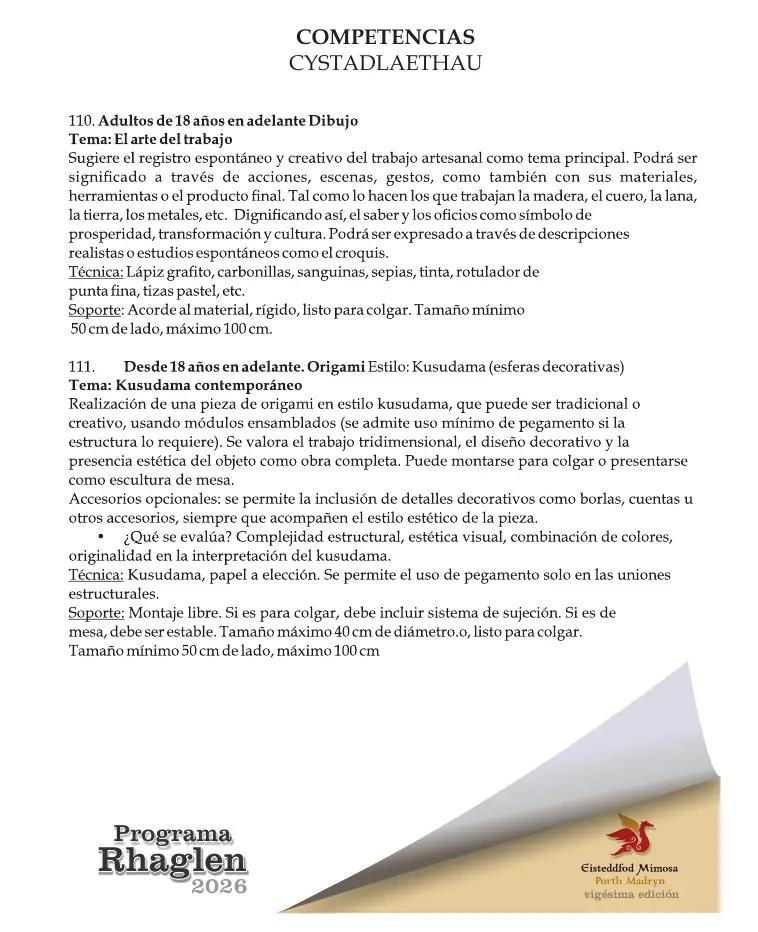 COMPETENCIAS
CYSTADLAETHAU
110. Adultos de 18 años en adelante Dibujo
Tema: El arte del trabajo
Sugiere el registro espontáneo y creativo del trabajo artesanal como tema principal. Podrá ser
significado a través de acciones, escenas, gestos, como también con sus materiales,
herramientas o el producto final. Tal como lo hacen los que trabajan la madera, el cuero, la lana,
la tierra, los metales, etc. Dignificando así, el saber y los oficios como símbolo de
prosperidad, transformación y cultura. Podrá ser expresado a través de descripciones
realistas o estudios espontáneos como el croquis.
Técnica: Lápiz grafito, carbonillas, sanguinas, sepias, tinta, rotulador de
punta fina, tizas pastel, etc.
Soporte: Acorde al material, rígido, listo para colgar. Tamaño mínimo
50 cm de lado, máximo 100 cm.
111. Desde 18 años en adelante. Origami Estilo: Kusudama (esferas decorativas)
Tema: Kusudama contemporáneo
Realización de una pieza de origami en estilo kusudama, que puede ser tradicional o
creativo, usando módulos ensamblados (se admite uso mínimo de pegamento si la
estructura lo requiere). Se valora el trabajo tridimensional, el diseño decorativo y la
presencia estética del objeto como obra completa. Puede montarse para colgar o presentarse
como escultura de mesa.
Accesorios opcionales: se permite la inclusión de detalles decorativos como borlas, cuentas u
otros accesorios, siempre que acompañen el estilo estético de la pieza.
• ¿Qué se evalúa? Complejidad estructural, estética visual, combinación de colores,
originalidad en la interpretación del kusudama.
Técnica: Kusudama, papel a elección. Se permite el uso de pegamento solo en las uniones
estructurales.
Soporte: Montaje libre. Si es para colgar, debe incluir sistema de sujeción. Si es de
mesa, debe ser estable. Tamaño máximo 40 cm de diámetro.o, listo para colgar.
Tamaño mínimo 50 cm de lado, máximo 100 cm
Programa
Rhaglen
2026
Eisteddfod Mimosa
Porth Madryn
vigésima edición